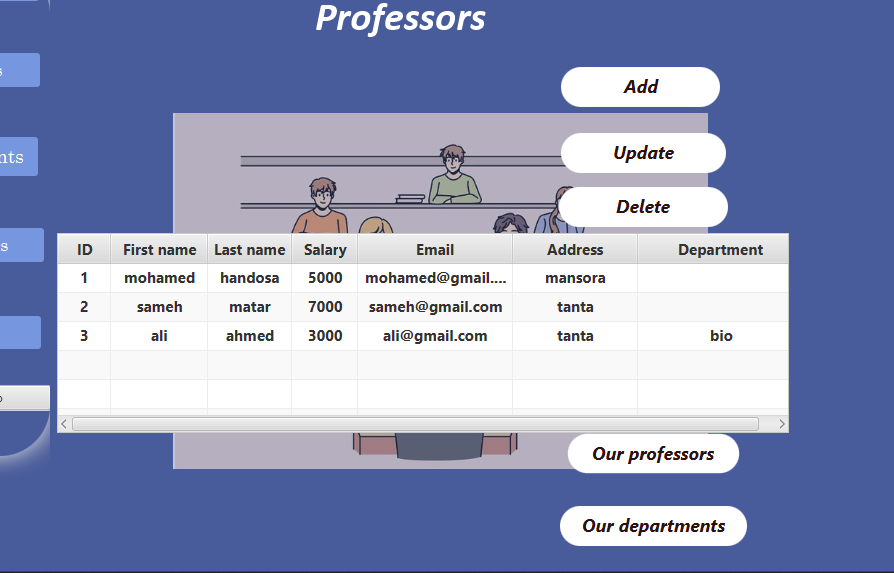 Professors
Add
Update
Delete
ID First name Last name Salary Email Address Department
1 mohamed handosa 5000 mohamed@gmail.... mansora
2 sameh matar 7000 sameh@gmail.com tanta
3 ali ahmed 3000 ali@gmail.com tanta bio
Our professors
Our departments